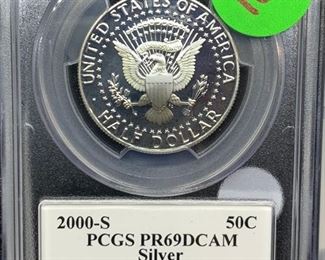 UNITED STATES OF AMERICA
HALF DOLLAR
2000-S 50C
PCGS PR69DCAM
Silver